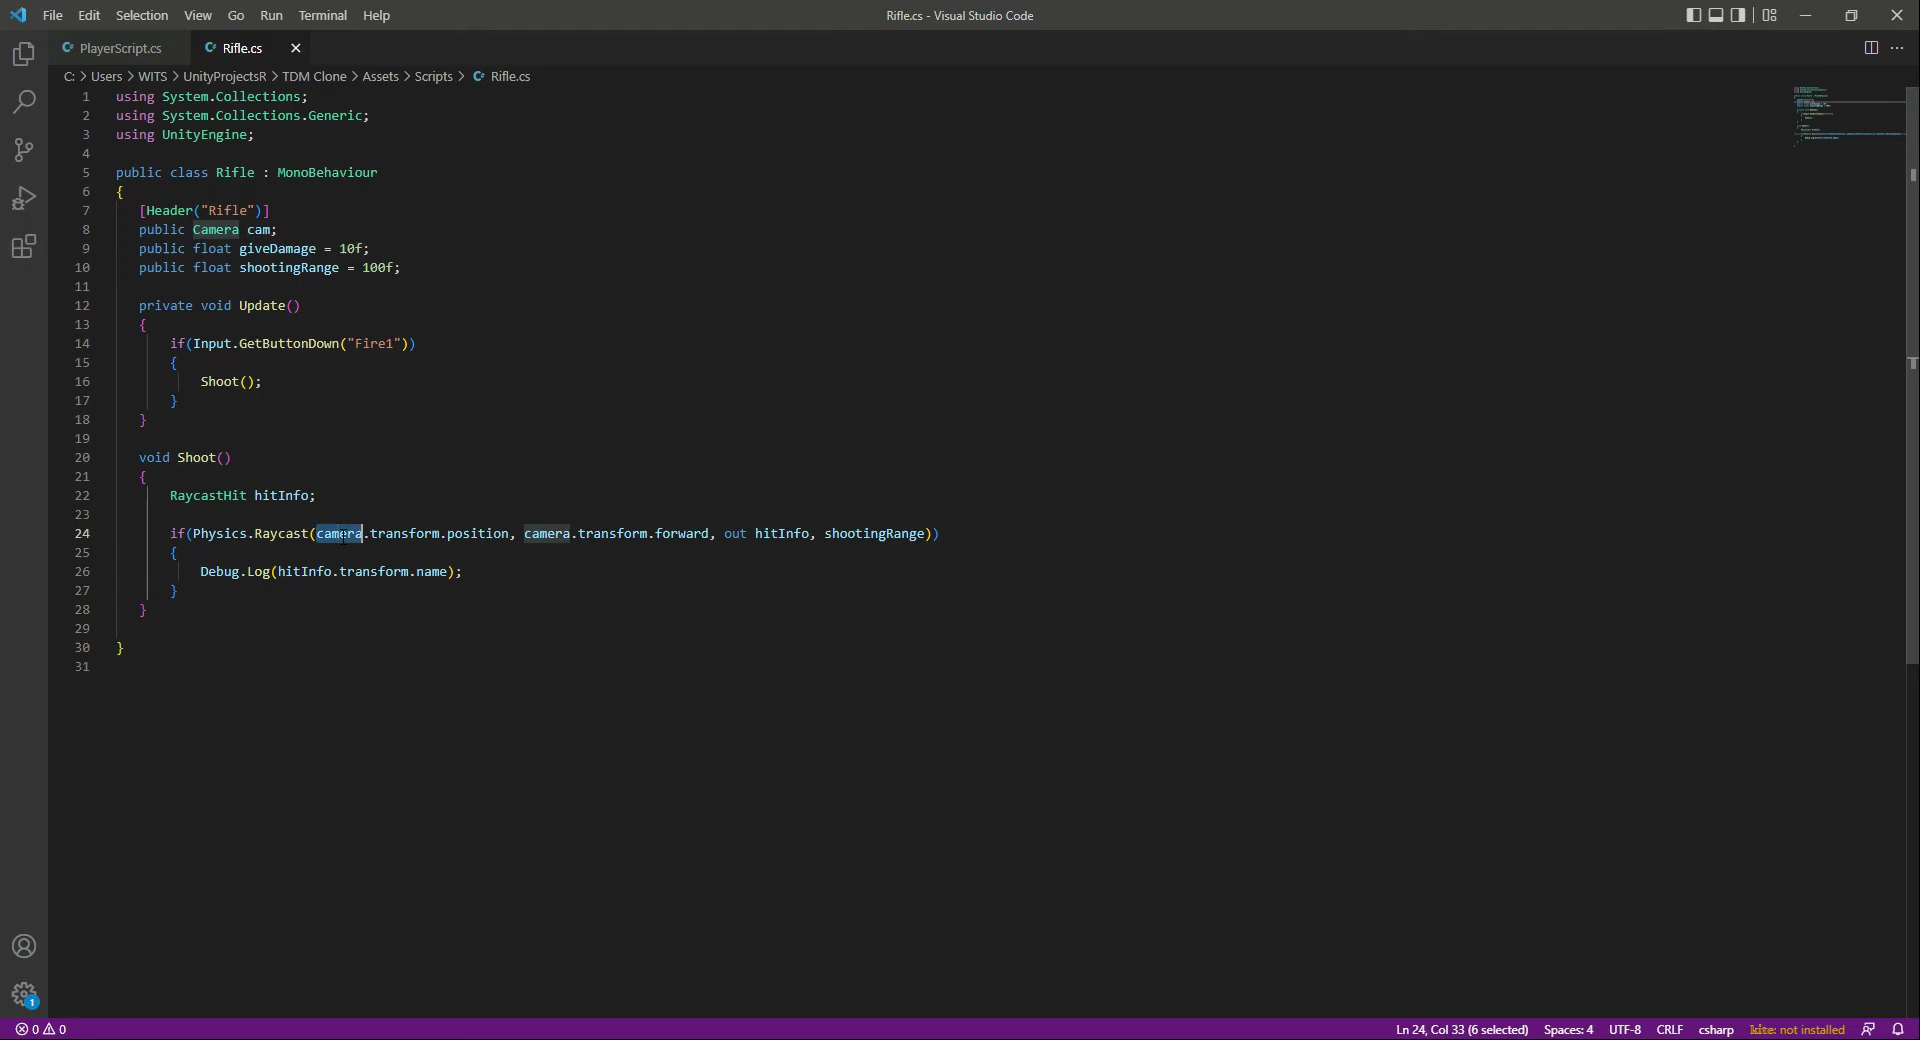 File Edit Selection View Go Run Terminal Help
Rifle.cs - Visual Studio Code
PlayerScript.cs
Rifle.cs
C: > Users > WITS > UnityProjectsR > TDM Clone > Assets > Scripts > Rifle.cs
1 using System.Collections;
2 using System.Collections.Generic;
3 using UnityEngine;
4
5 public class Rifle : MonoBehaviour
6 {
7 [Header("Rifle")]
8 public Camera cam;
9 public float giveDamage = 10f;
10 public float shootingRange = 100f;
11
12 private void Update()
13 {
14 if(Input.GetButtonDown("Fire1"))
15 {
16 Shoot();
17 }
18 }
19
20 void Shoot()
21 {
22 RaycastHit hitInfo;
23
24 if(Physics.Raycast(camera.transform.position, camera.transform.forward, out hitInfo, shootingRange))
25 {
26 Debug.Log(hitInfo.transform.name);
27 }
28 }
29
30 }
31
1
0 0
Ln 24, Col 33 (6 selected) Spaces: 4 UTF-8 CRLF csharp kite: not installed